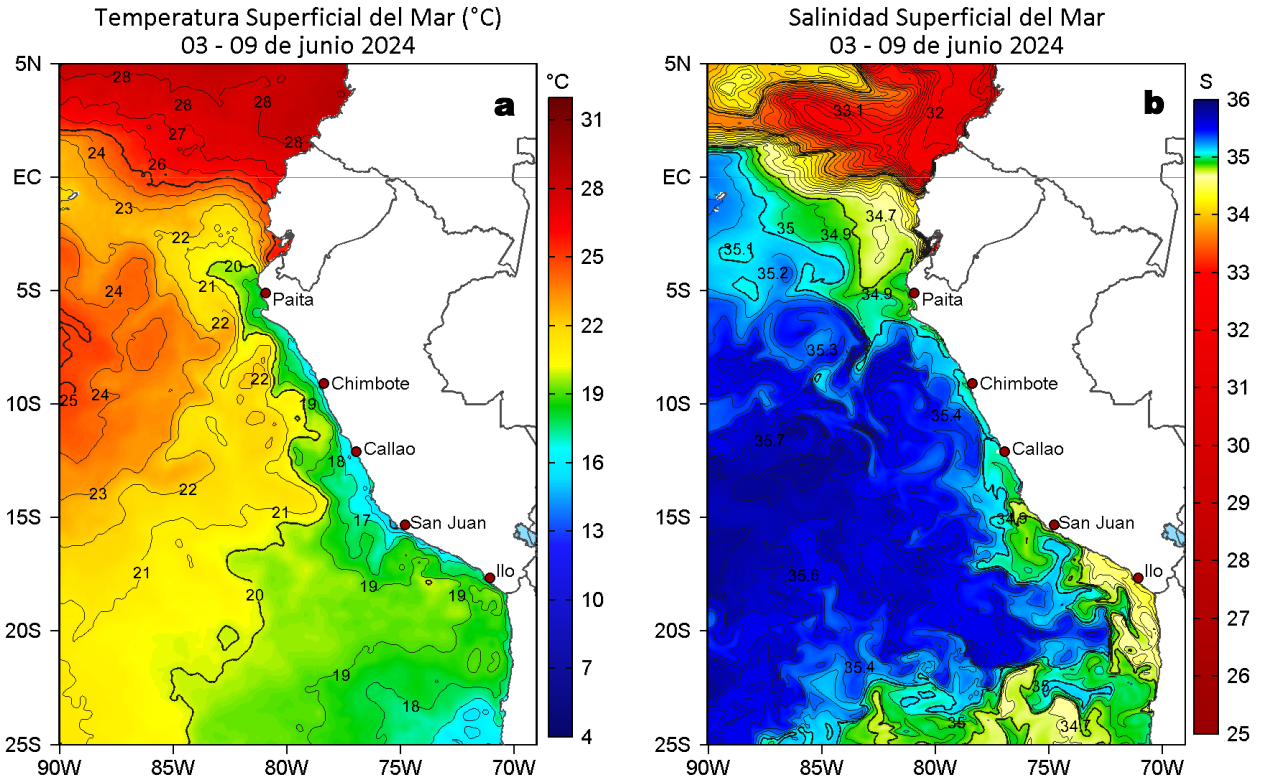 Temperatura Superficial del Mar (°C)
03 - 09 de junio 2024
5N
EC
5S
10S
15S
20S
25S
90W
85W
80W
75W
70W
a
28
28
28
27
28
26
24
23
22
20
21
24
22
22
25
24
19
18
23
22
21
17
21
20
19
19
19
18
Paita
Chimbote
Callao
San Juan
Ilo
°C
31
28
25
22
19
16
13
10
7
4
Salinidad Superficial del Mar
03 - 09 de junio 2024
5N
EC
5S
10S
15S
20S
25S
90W
85W
80W
75W
70W
b
33.1
32
34.7
35
34.9
35.1
35.2
34.9
35.3
35.4
35.7
34.9
35.6
35.4
35
35
34.7
Paita
Chimbote
Callao
San Juan
Ilo
S
36
35
34
33
32
31
30
29
28
27
26
25